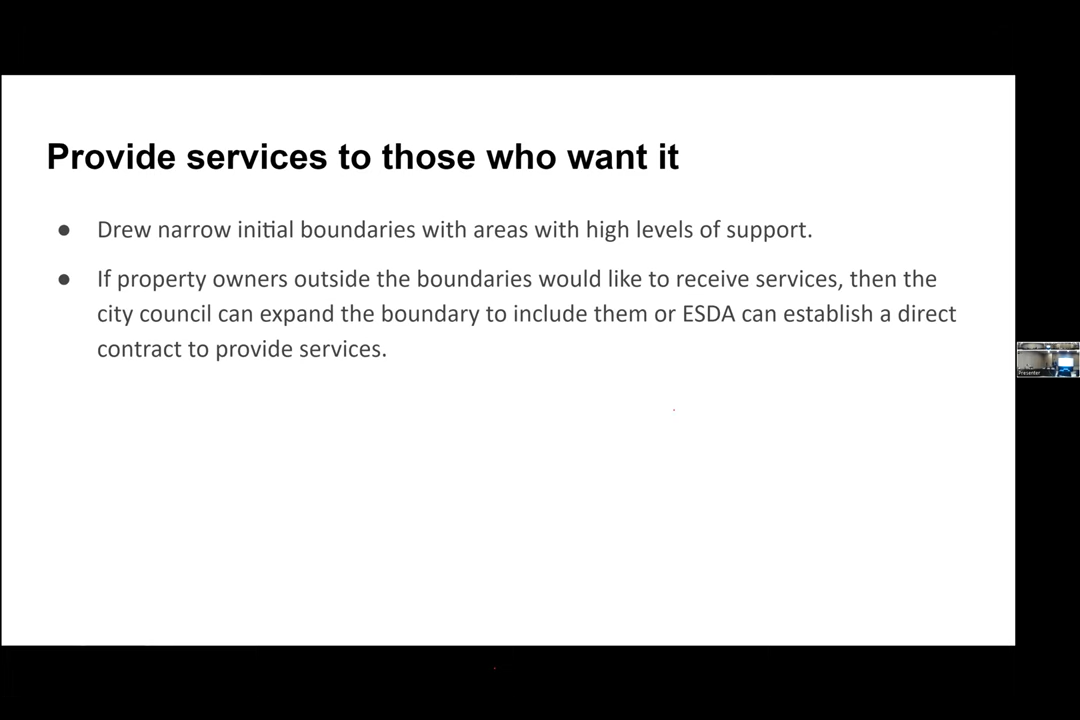 Provide services to those who want it
● Drew narrow initial boundaries with areas with high levels of support.
● If property owners outside the boundaries would like to receive services, then the
city council can expand the boundary to include them or ESDA can establish a direct
contract to provide services.
Presenter